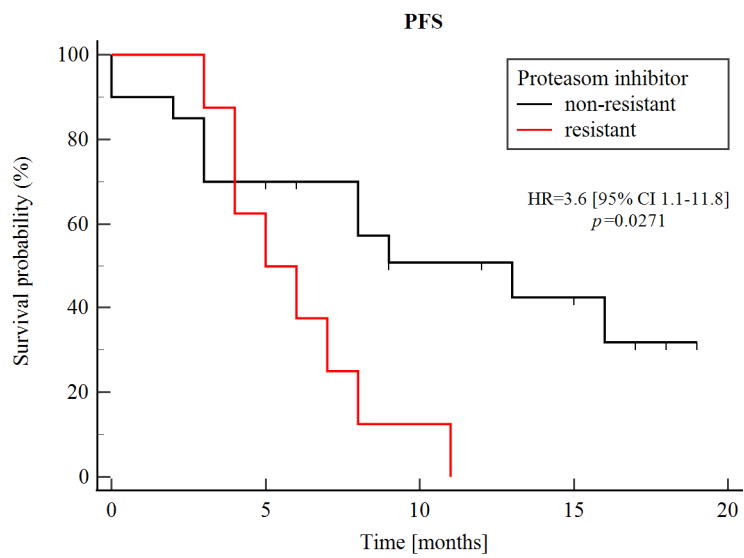 PFS
Proteasom inhibitor
non-resistant
resistant
HR=3.6 [95% CI 1.1-11.8]
p=0.0271
Survival probability (%)
100
80
60
40
20
0
0 5 10 15 20
Time [months]